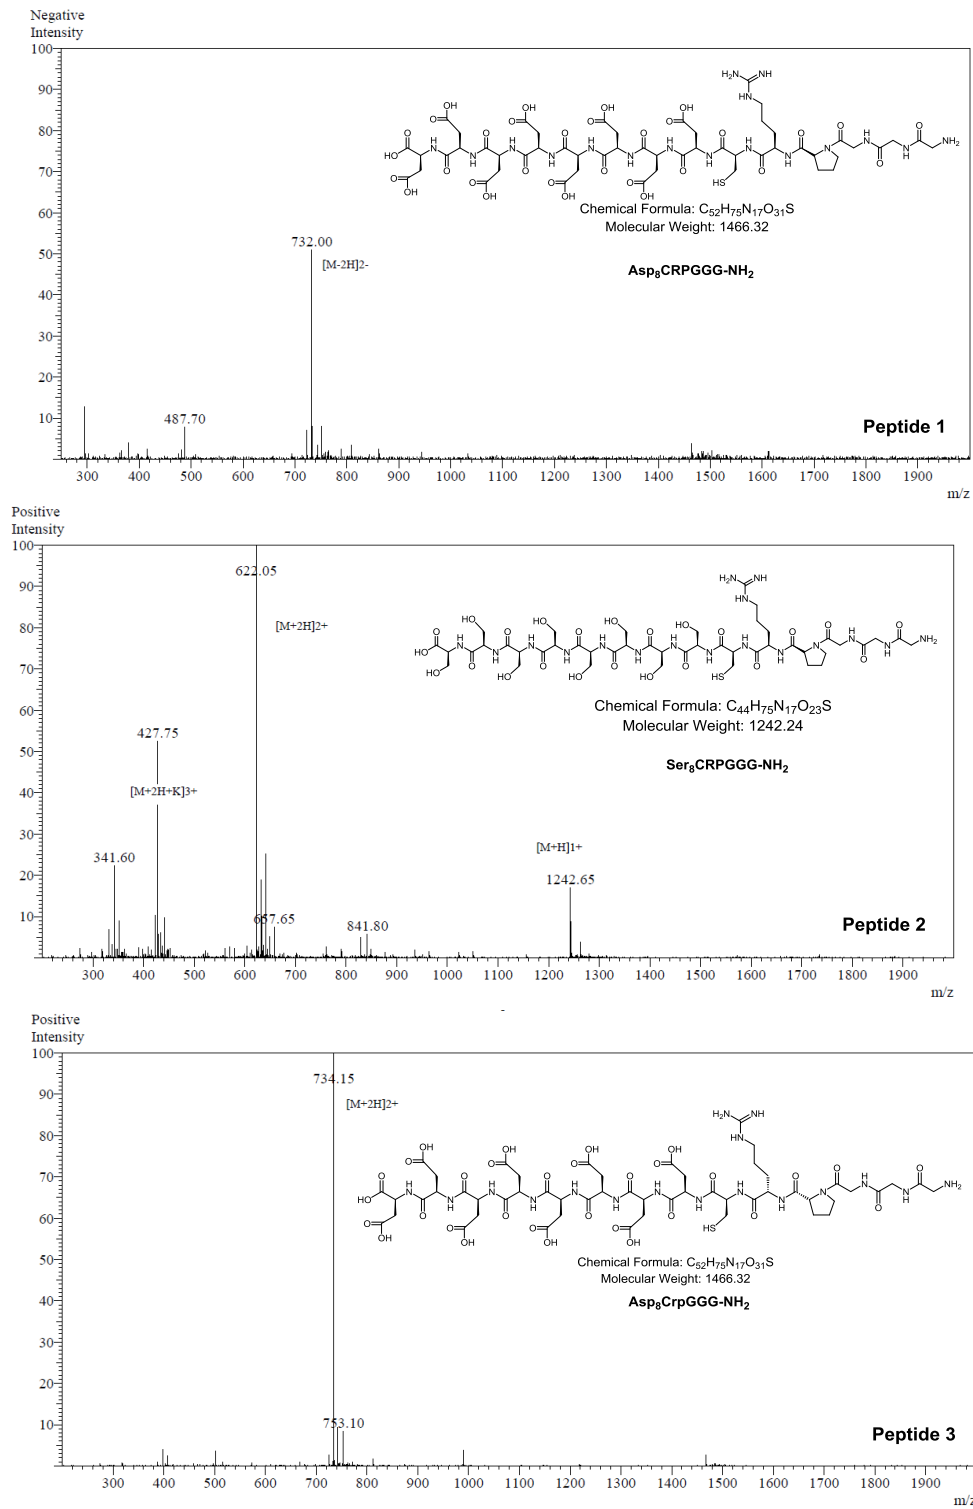 Negative
Intensity
100
90
80
70
60
50
40
30
20
10
732.00
[M-2H]2-
487.70
Chemical Formula: C52H75N17O31S
Molecular Weight: 1466.32
Asp8CRPGGG-NH2
Peptide 1
300 400 500 600 700 800 900 1000 1100 1200 1300 1400 1500 1600 1700 1800 1900
m/z
Positive
Intensity
100
90
80
70
60
50
40
30
20
10
622.05
[M+2H]2+
427.75
[M+2H+K]3+
341.60
657.65
841.80
[M+H]1+
1242.65
Chemical Formula: C44H75N17O23S
Molecular Weight: 1242.24
Ser8CRPGGG-NH2
Peptide 2
300 400 500 600 700 800 900 1000 1100 1200 1300 1400 1500 1600 1700 1800 1900
m/z
Positive
Intensity
100
90
80
70
60
50
40
30
20
10
734.15
[M+2H]2+
753.10
Chemical Formula: C52H75N17O31S
Molecular Weight: 1466.32
Asp8CrpGGG-NH2
Peptide 3
300 400 500 600 700 800 900 1000 1100 1200 1300 1400 1500 1600 1700 1800 1900
m/z